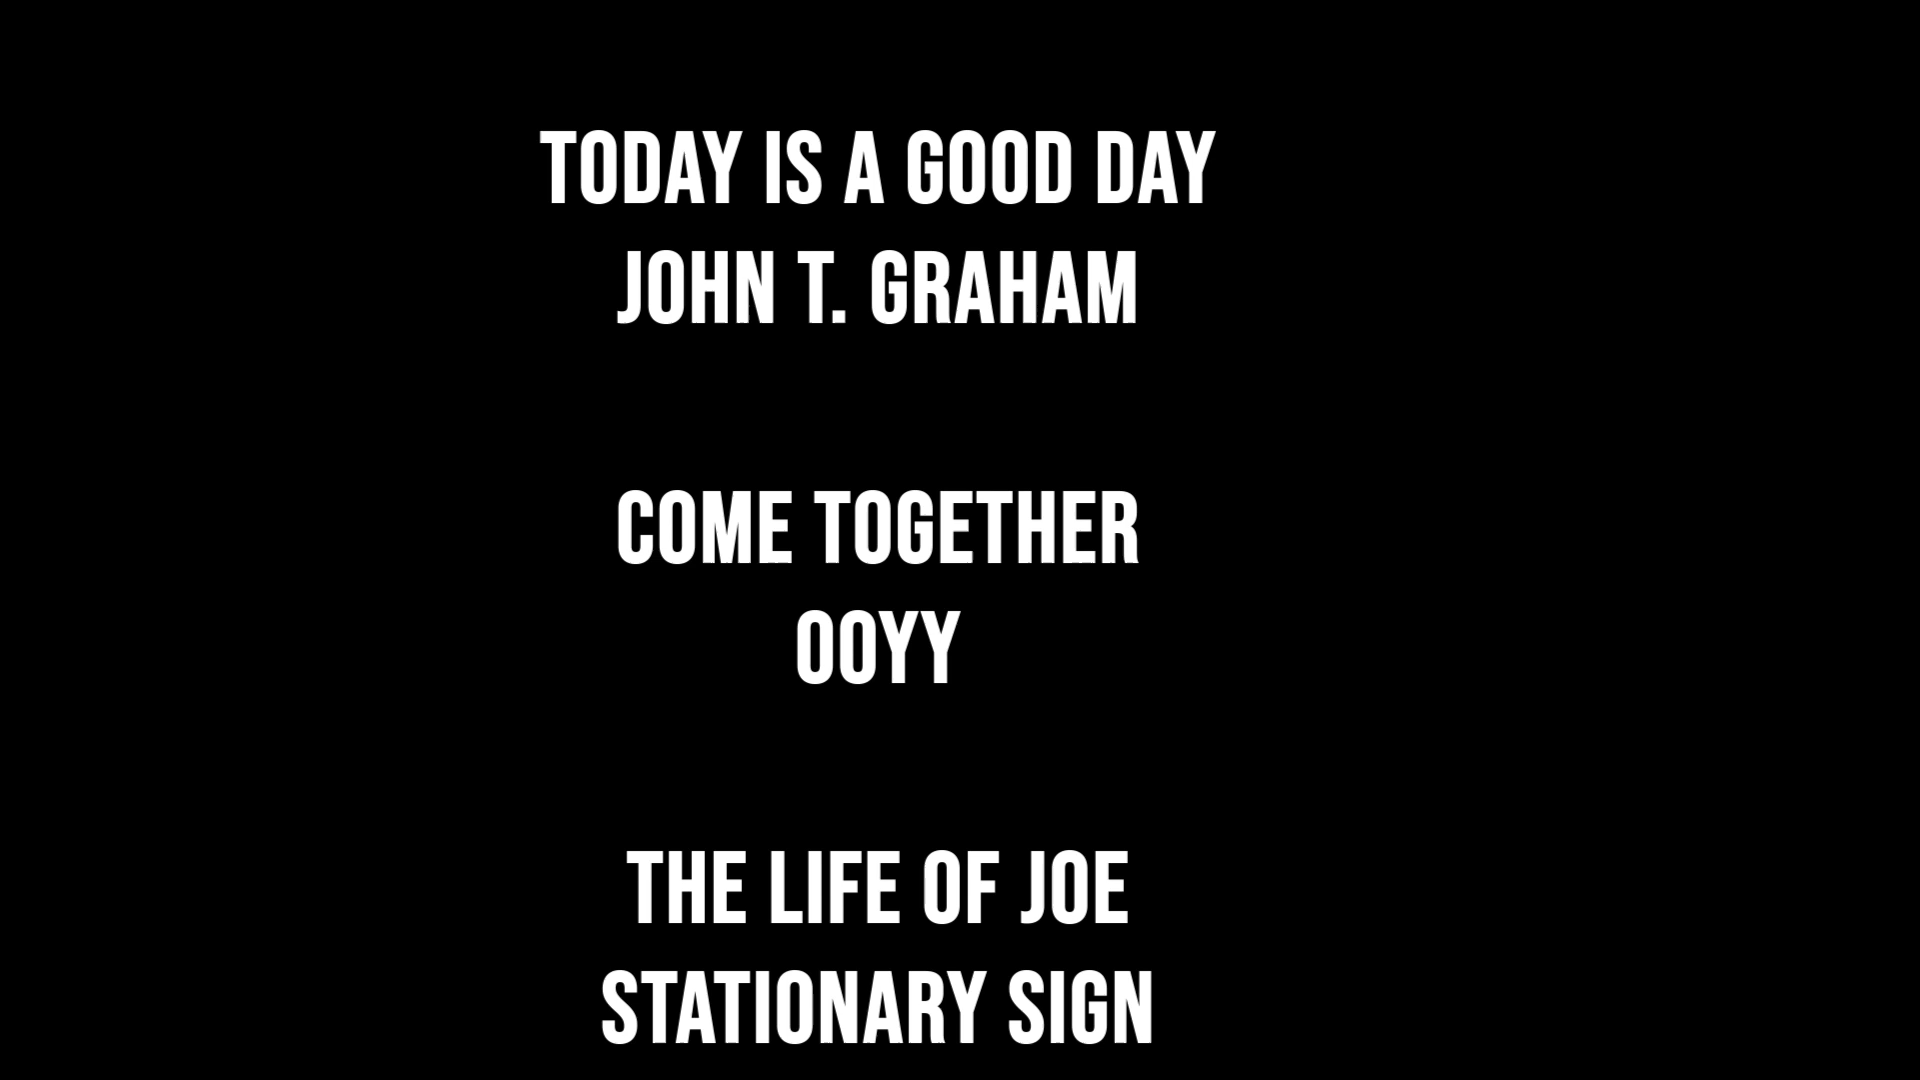 TODAY IS A GOOD DAY
JOHN T. GRAHAM
COME TOGETHER
OOYY
THE LIFE OF JOE
STATIONARY SIGN